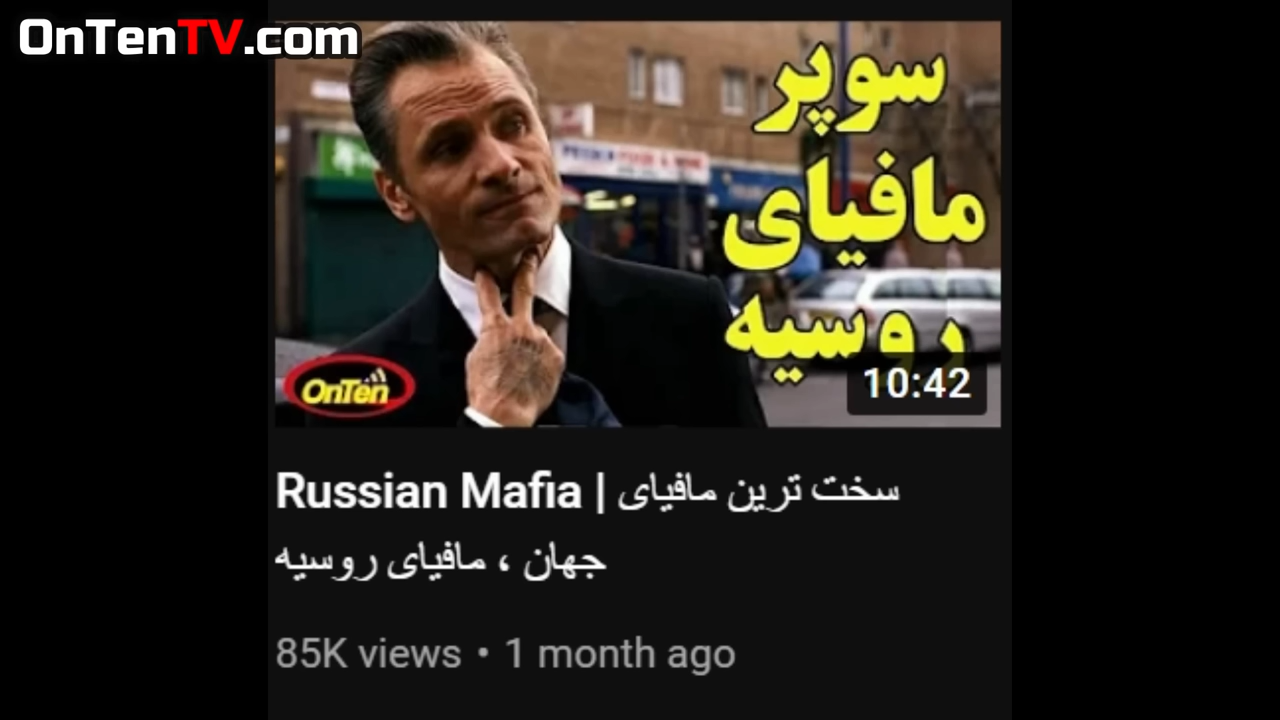 OnTenTV.com
سوپر
مافیای
روسیه
OnTen
10:42
Russian Mafia | سخت ترین مافیای
جهان ، مافیای روسیه
85K views • 1 month ago